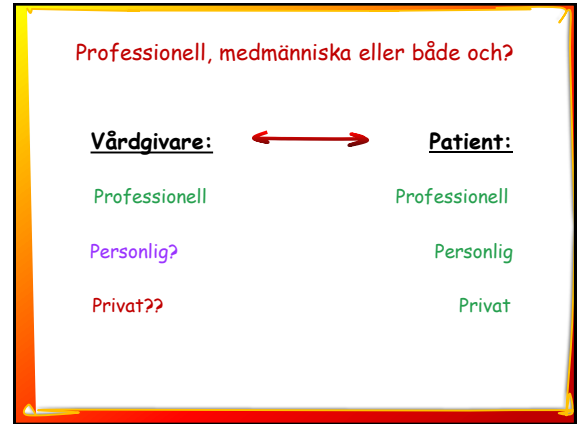 Professionell, medmänniska eller både och?
Vårdgivare: Patient:
Professionell Professionell
Personlig? Personlig
Privat?? Privat